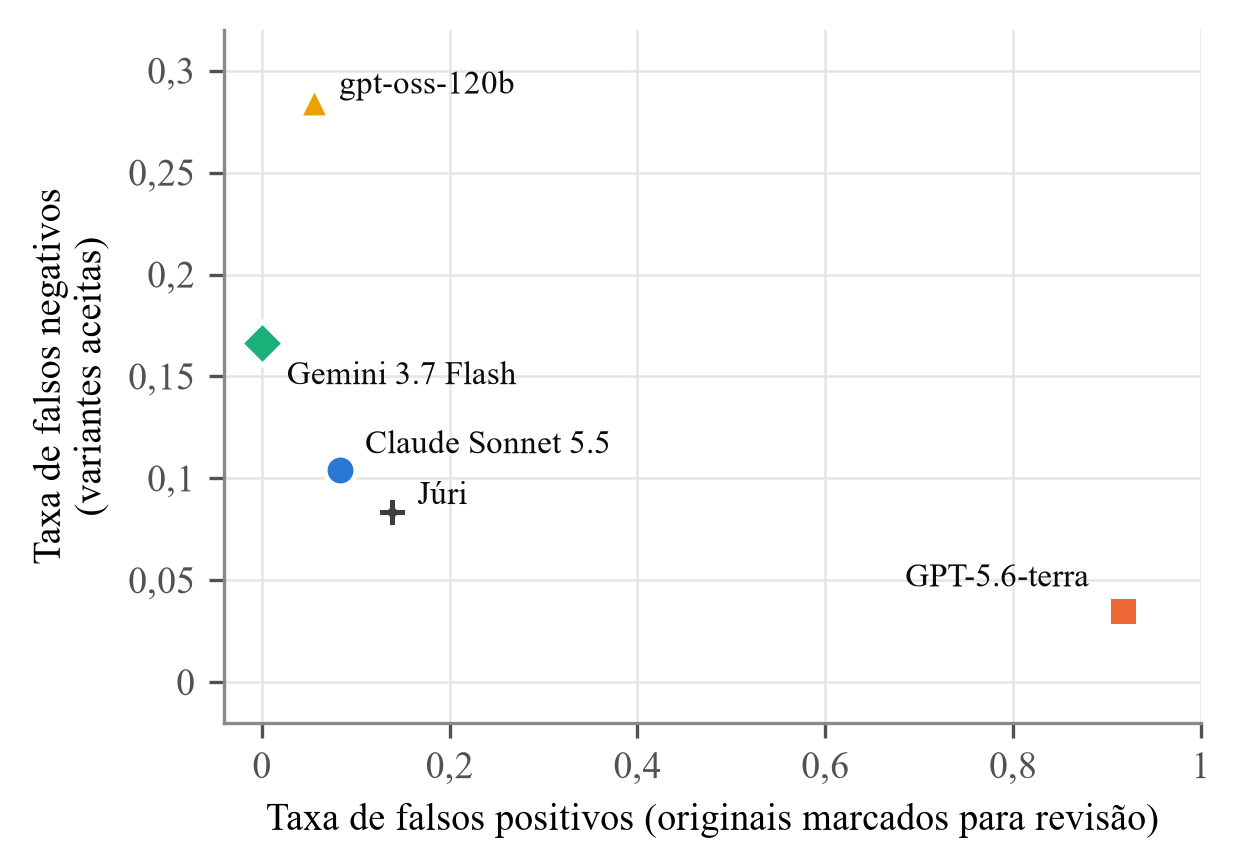 0,3
0,25
0,2
0,15
0,1
0,05
0
Taxa de falsos negativos
(variantes aceitas)
gpt-oss-120b
Gemini 3.7 Flash
Claude Sonnet 5.5
Júri
GPT-5.6-terra
0 0,2 0,4 0,6 0,8 1
Taxa de falsos positivos (originais marcados para revisão)